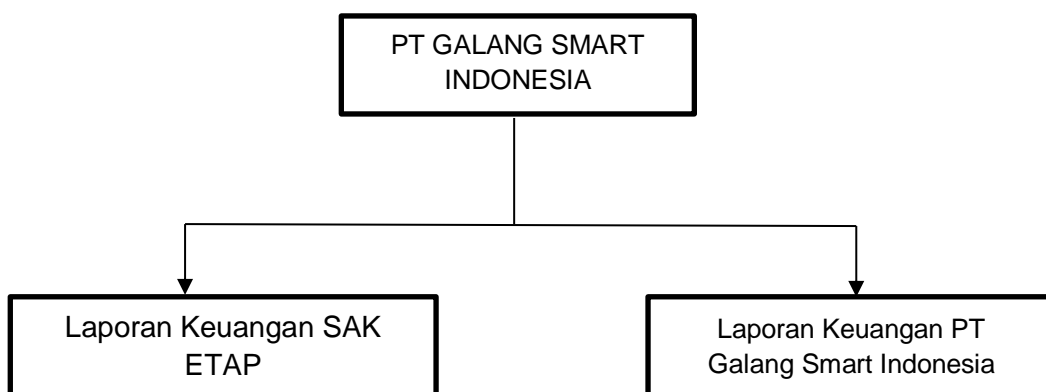 PT GALANG SMART
INDONESIA
Laporan Keuangan SAK
ETAP
Laporan Keuangan PT
Galang Smart Indonesia